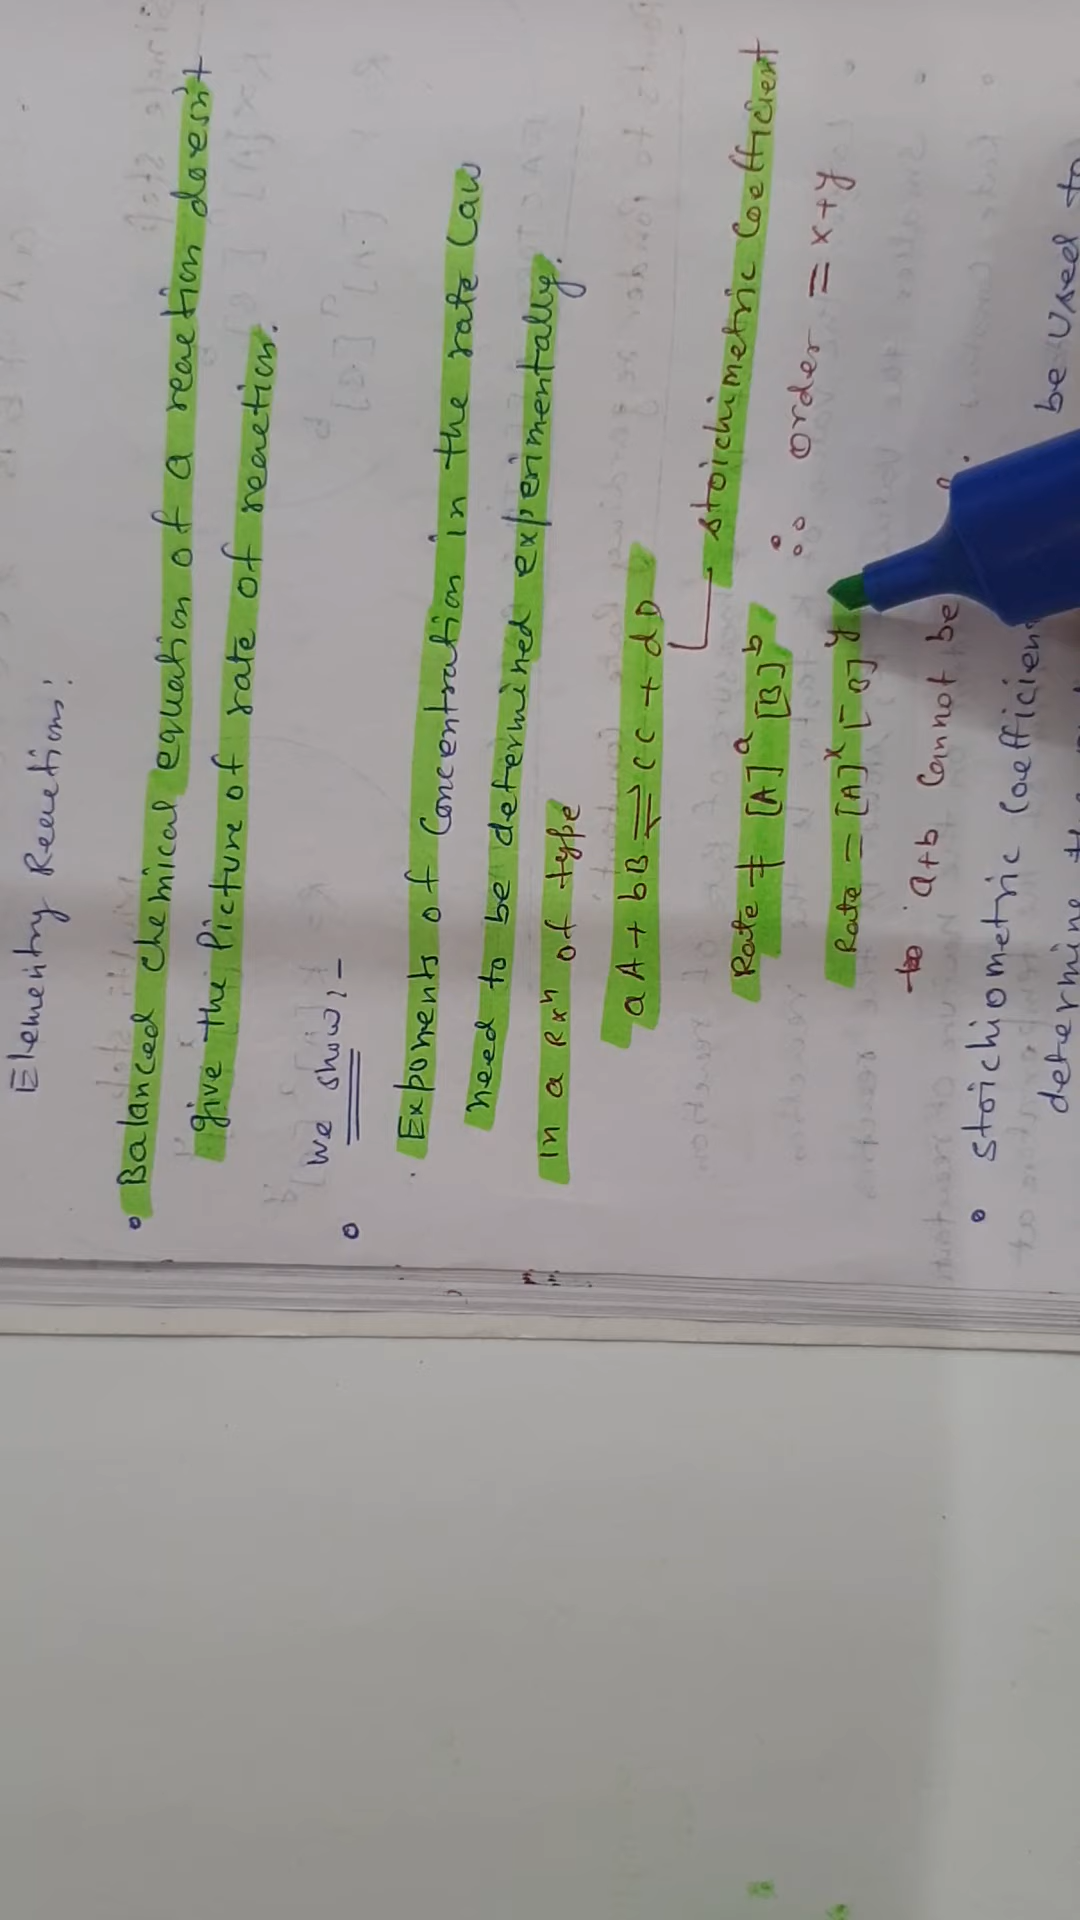 Elementry Reactions:
• Balanced chemical equation of a reaction doesn't
give the Picture of rate of reaction.
• we show :-
Exponents of Concentration in the rate law
need to be determined experimentally.
In a Rxn of type
aA + bB ⇌ cC + dD
stoichimetric Coefficient
Rate ≠ [A]^a [B]^b
∴ order = x+y
Rate = [A]^x [B]^y
a+b Cannot be
• Stoichiometric Coefficien be used to
determine